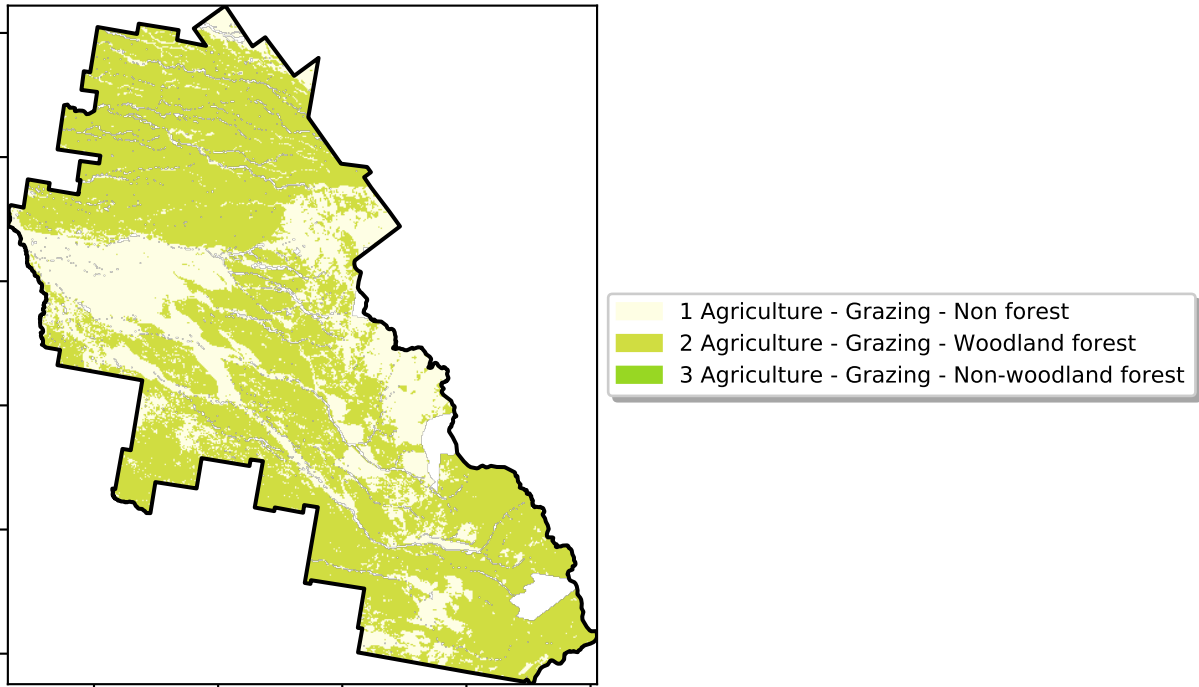 1 Agriculture - Grazing - Non forest
2 Agriculture - Grazing - Woodland forest
3 Agriculture - Grazing - Non-woodland forest